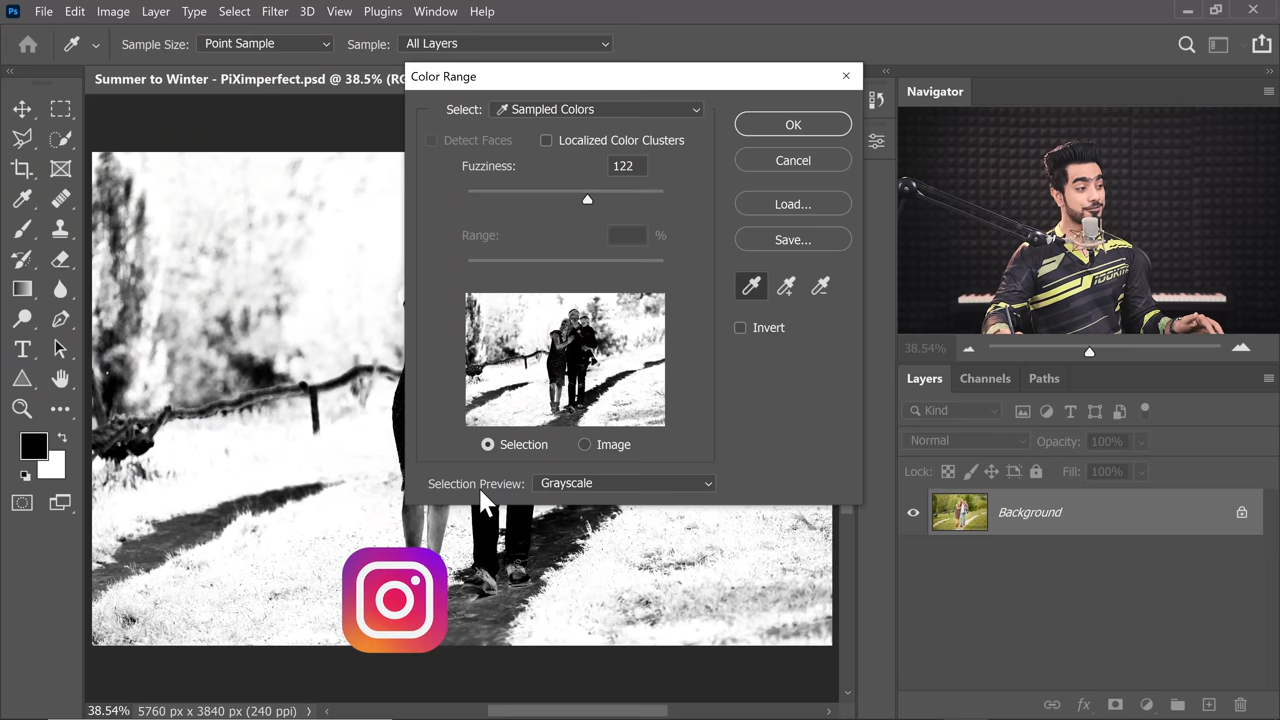 Ps File Edit Image Layer Type Select Filter 3D View Plugins Window Help
Sample Size: Point Sample Sample: All Layers
Summer to Winter - PiXimperfect.psd @ 38.5% (RG
Color Range
Select: Sampled Colors
Detect Faces Localized Color Clusters
Fuzziness: 122
Range: %
Selection Image
Selection Preview: Grayscale
OK
Cancel
Load...
Save...
Invert
Navigator
38.54%
Layers Channels Paths
Kind
Normal Opacity: 100%
Lock: Fill: 100%
Background
38.54% 5760 px x 3840 px (240 ppi)